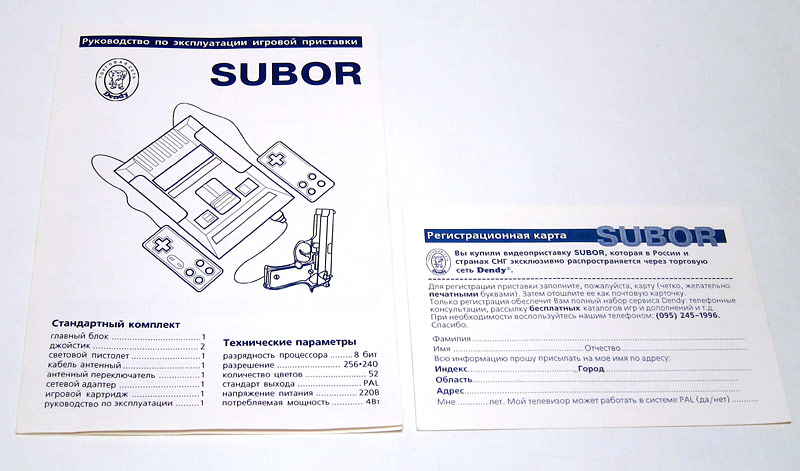 Руководство по эксплуатации игровой приставки
ТОРГОВАЯ СЕТЬ
Dendy
SUBOR
Стандартный комплект
главный блок 1
джойстик 2
световой пистолет 1
кабель антенный 1
антенный переключатель 1
сетевой адаптер 1
игровой картридж 1
руководство по эксплуатации 1
Технические параметры
разрядность процессора 8 бит
разрешение 256*240
количество цветов 52
стандарт выхода PAL
напряжение питания 220В
потребляемая мощность 4Вт
Регистрационная карта SUBOR
Вы купили видеоприставку SUBOR, которая в России и
странах СНГ эксклюзивно распространяется через торговую
сеть Dendy®.
Для регистрации приставки заполните, пожалуйста, карту (четко, желательно
печатными буквами). Затем отошлите ее как почтовую карточку.
Только регистрация обеспечит Вам полный набор сервиса Dendy: телефонные
консультации, рассылку бесплатных каталогов игр и дополнений и т.д.
При необходимости воспользуйтесь нашим телефоном: (095) 245–1996.
Спасибо.
Фамилия
Имя Отчество
Всю информацию прошу присылать на мое имя по адресу:
Индекс Город
Область
Адрес
Мне лет. Мой телевизор может работать в системе PAL (да/нет)